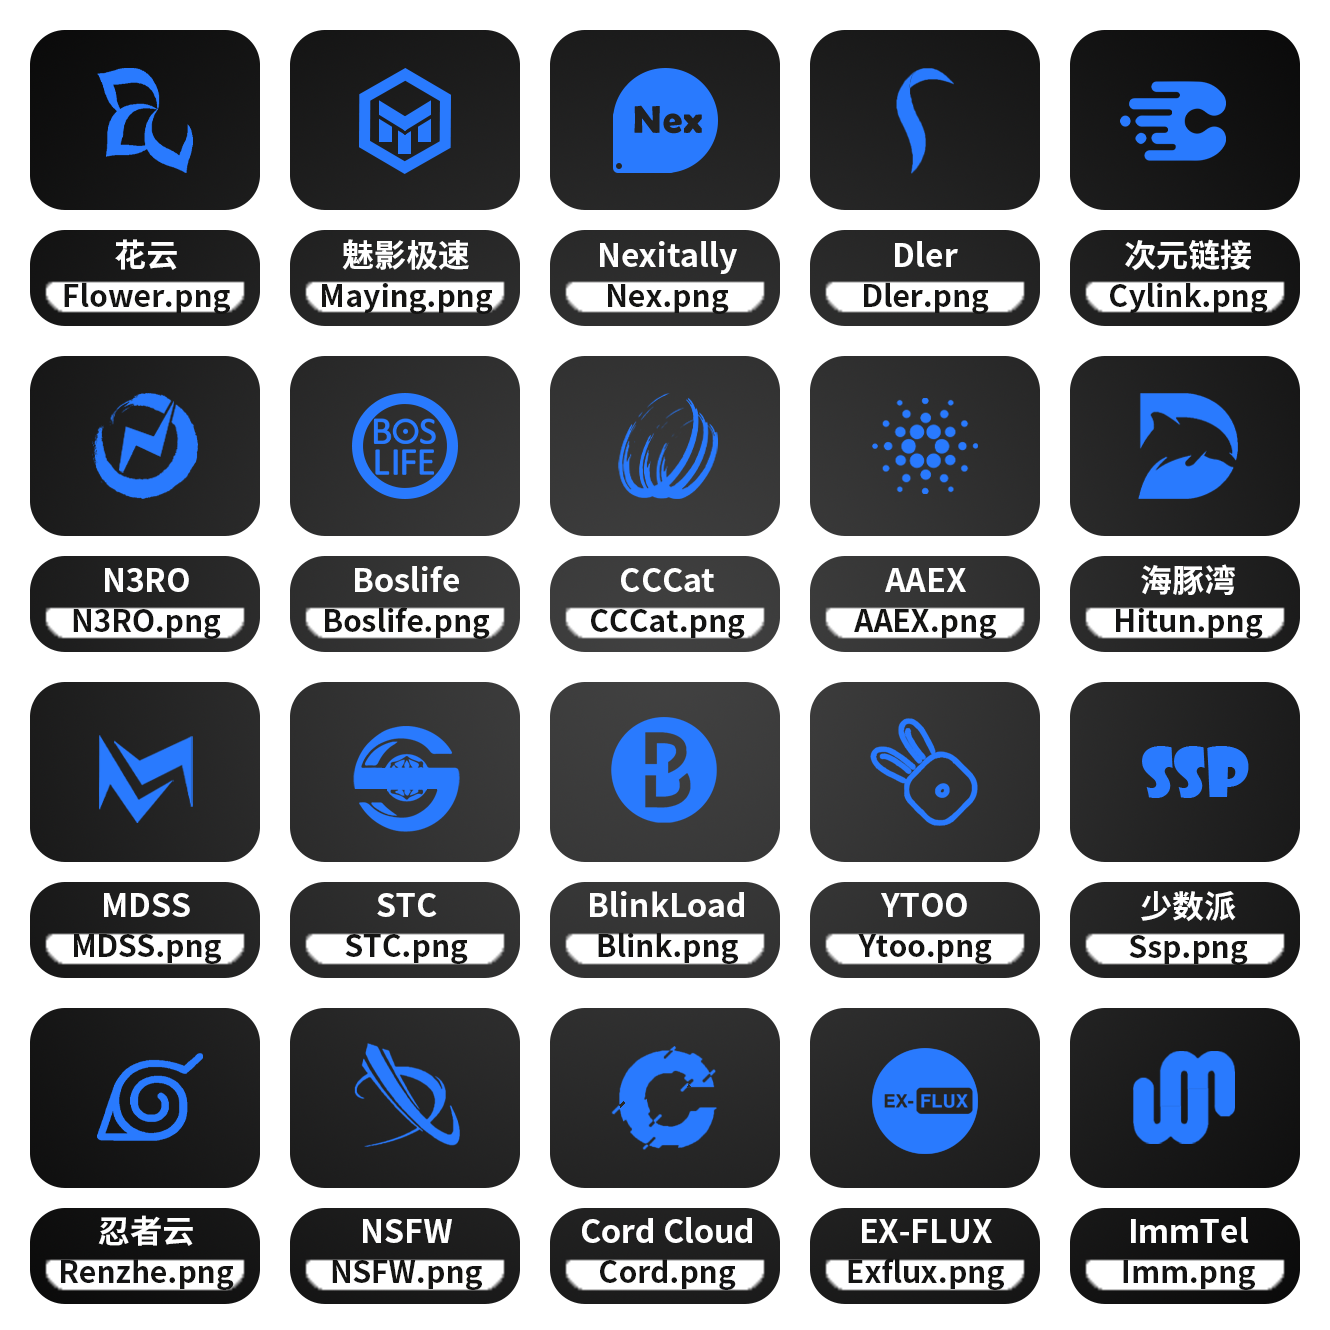 Nex
花云
Flower.png
魅影极速
Maying.png
Nexitally
Nex.png
Dler
Dler.png
次元链接
Cylink.png
BOS
LIFE
N3RO
N3RO.png
Boslife
Boslife.png
CCCat
CCCat.png
AAEX
AAEX.png
海豚湾
Hitun.png
SSP
MDSS
MDSS.png
STC
STC.png
BlinkLoad
Blink.png
YTOO
Ytoo.png
少数派
Ssp.png
EX-FLUX
忍者云
Renzhe.png
NSFW
NSFW.png
Cord Cloud
Cord.png
EX-FLUX
Exflux.png
ImmTel
Imm.png